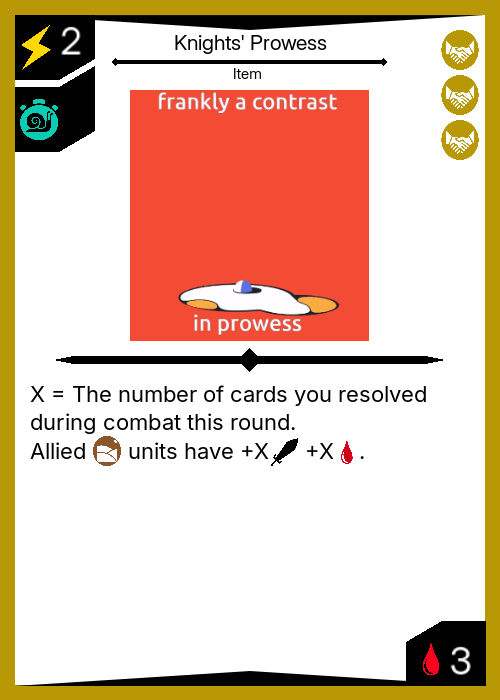 2
Knights' Prowess
Item
frankly a contrast
in prowess
X = The number of cards you resolved
during combat this round.
Allied units have +X +X .
3